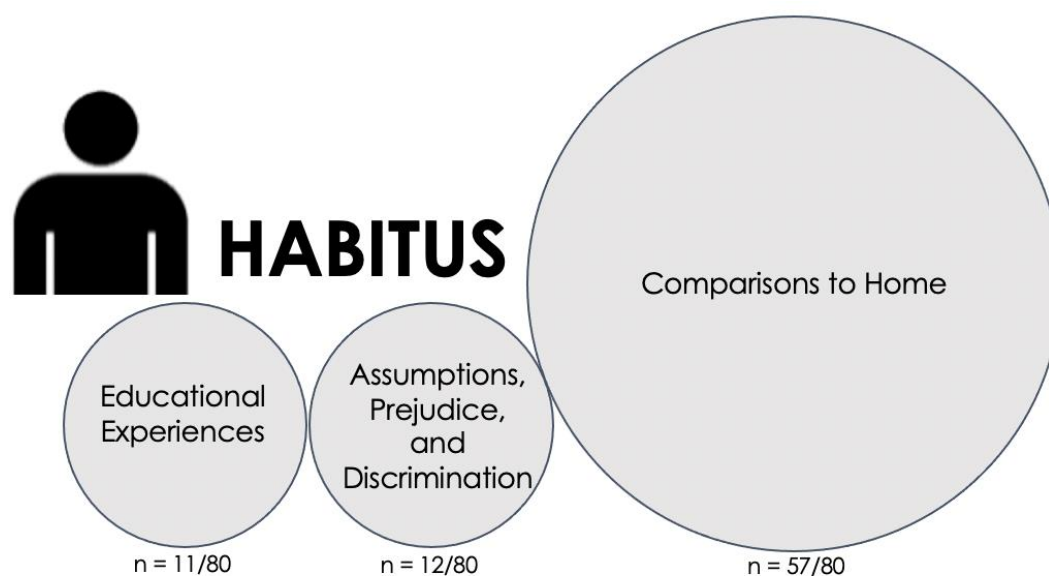 HABITUS
Educational
Experiences
n = 11/80
Assumptions,
Prejudice,
and
Discrimination
n = 12/80
Comparisons to Home
n = 57/80